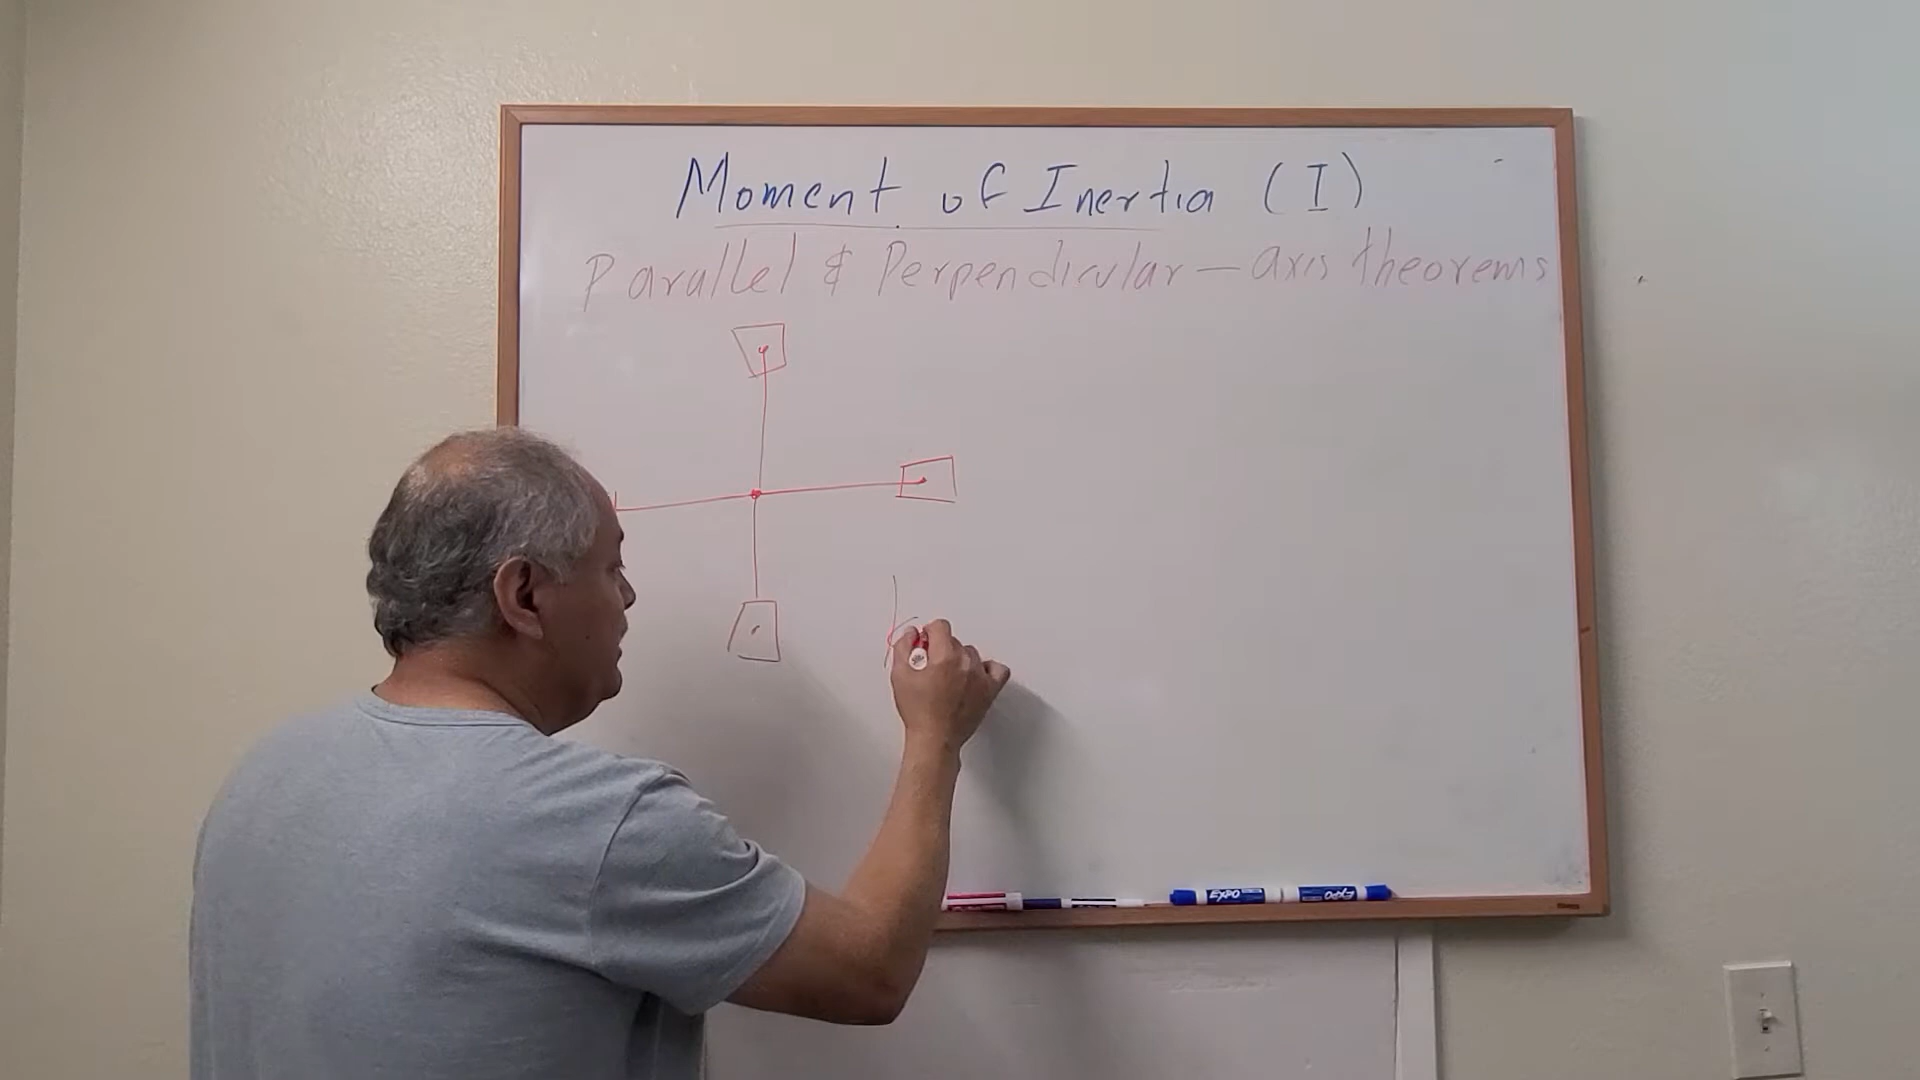 Moment of Inertia (I)
Parallel & Perpendicular - axis theorems
EXPO
EXPO